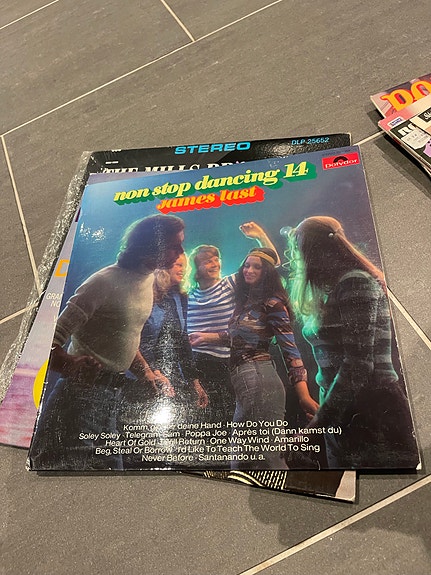 STEREO
DLP 25652
THE MILLS
Polydor
non stop dancing 14
James Last
Komm, gib mir deine Hand · How Do You Do
Soley Soley · Telegram Sam · Poppa Joe · Après toi (Dann kamst du)
Heart Of Gold · Until Return · One Way Wind · Amarillo
Beg, Steal Or Borrow · I'd Like To Teach The World To Sing
Never Before · Santanando u.a.